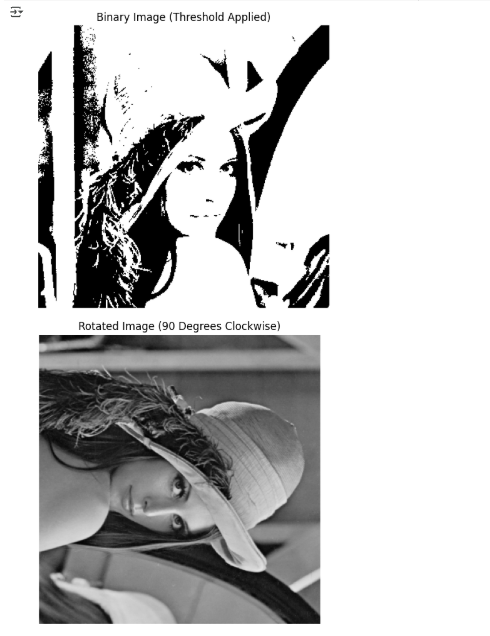 Binary Image (Threshold Applied)
Rotated Image (90 Degrees Clockwise)